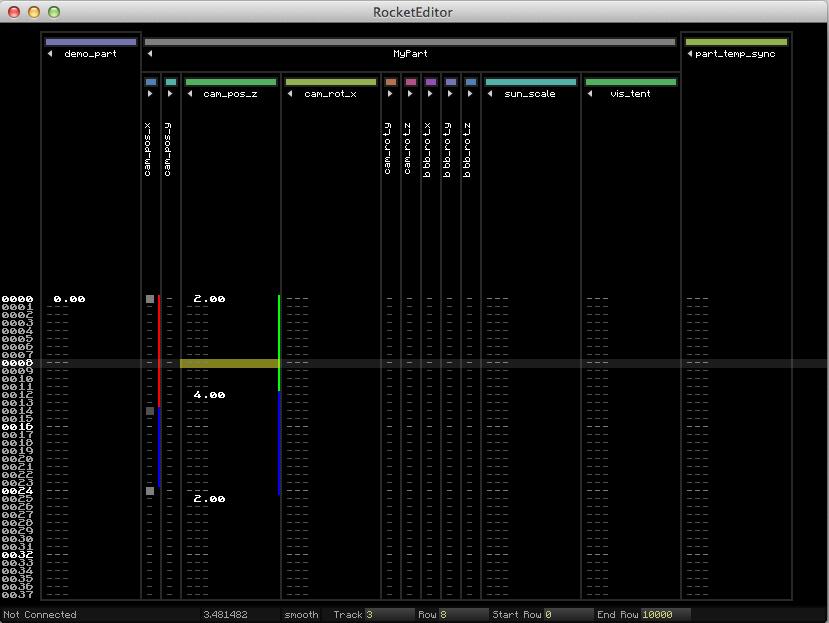 RocketEditor
demo_part
MyPart
part_temp_sync
cam_pos_x
cam_pos_y
cam_pos_z
cam_rot_x
cam_rot_y
cam_rot_z
bbb_rot_x
bbb_rot_y
bbb_rot_z
sun_scale
vis_tent
0000 0.00 2.00
0001
0002
0003
0004
0005
0006
0007
0008
0009
0010
0011
0012 4.00
0013
0014
0015
0016
0017
0018
0019
0020
0021
0022
0023
0024
0025 2.00
0026
0027
0028
0029
0030
0031
0032
0033
0034
0035
0036
0037
Not Connected 3.481482 smooth Track 3 Row 8 Start Row 0 End Row 10000